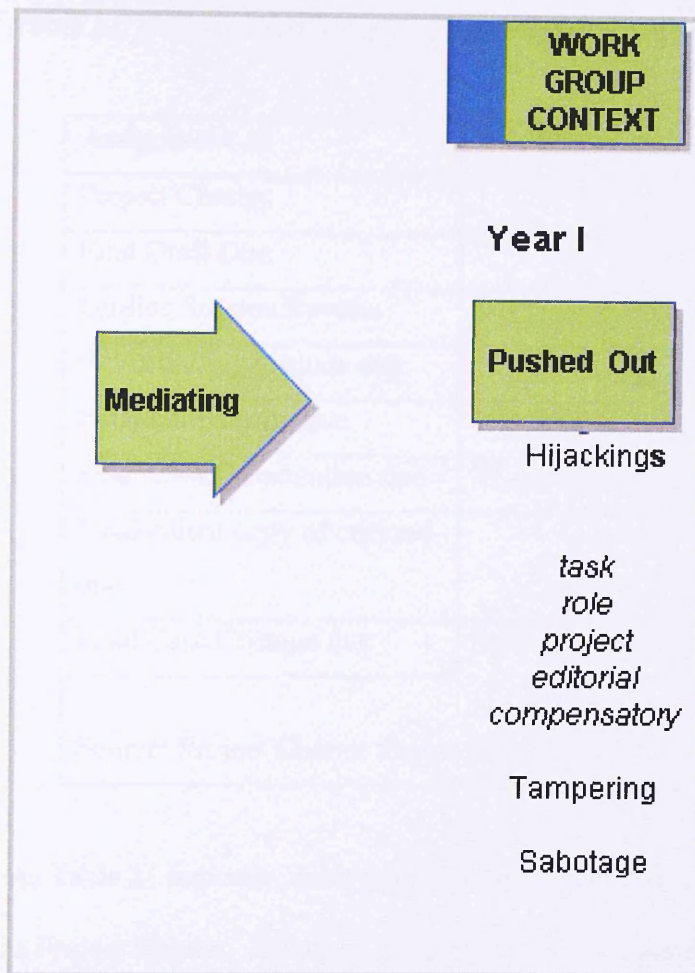 WORK
GROUP
CONTEXT
Year I
Mediating
Pushed Out
Hijackings
task
role
project
editorial
compensatory
Tampering
Sabotage